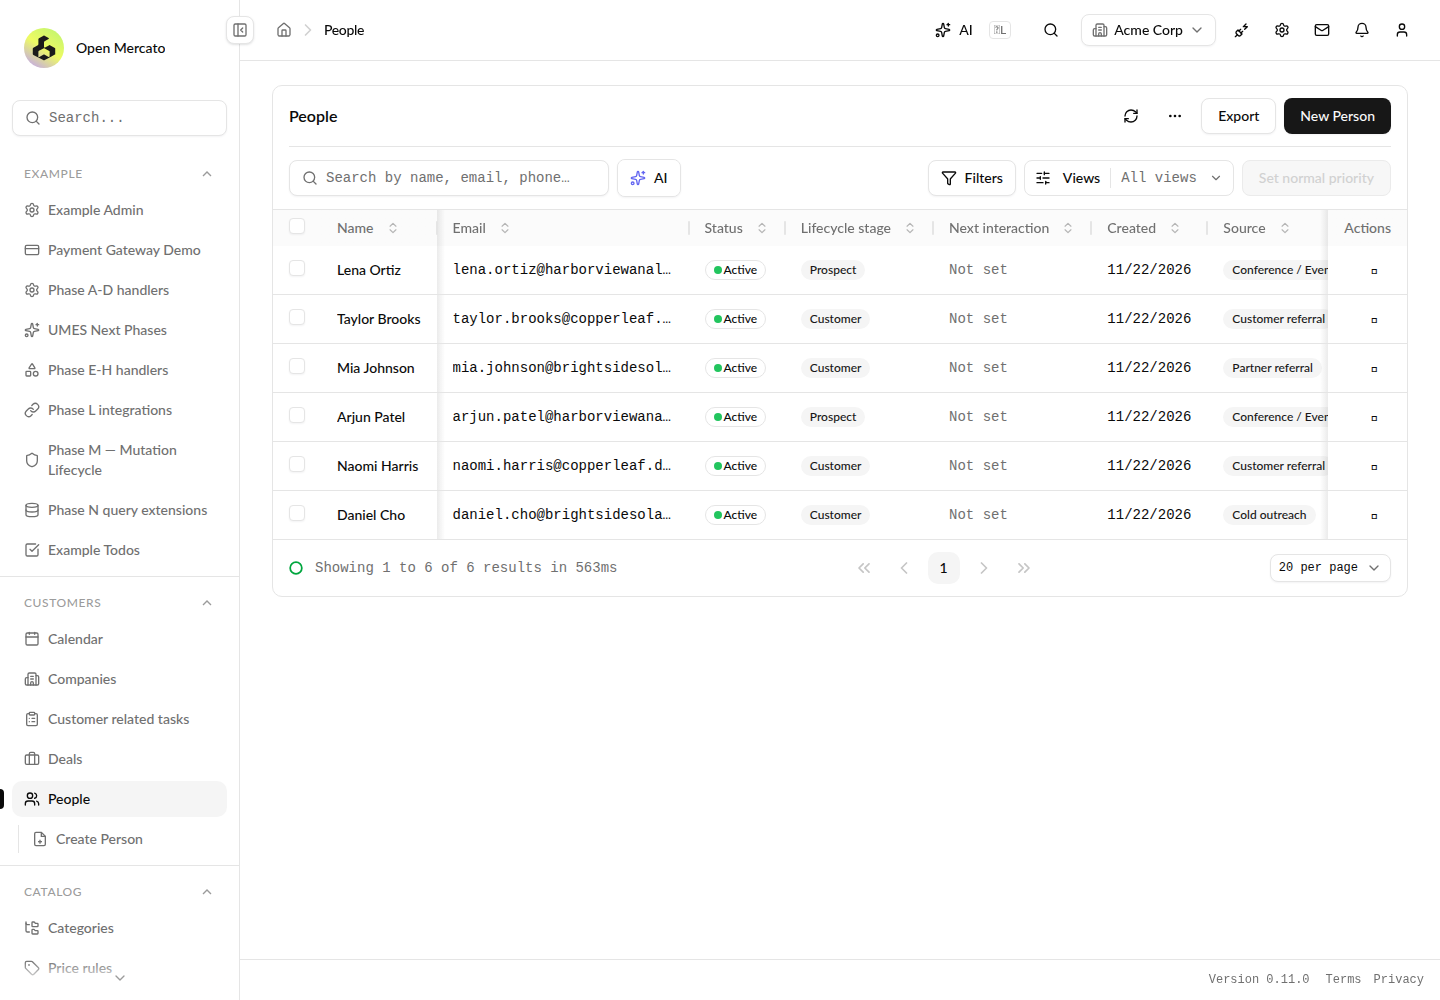 Open Mercato
People
AI
L
Acme Corp
Search...
EXAMPLE
Example Admin
Payment Gateway Demo
Phase A-D handlers
UMES Next Phases
Phase E-H handlers
Phase L integrations
Phase M — Mutation
Lifecycle
Phase N query extensions
Example Todos
CUSTOMERS
Calendar
Companies
Customer related tasks
Deals
People
Create Person
CATALOG
Categories
Price rules
People
Export
New Person
Search by name, email, phone…
AI
Filters
Views
All views
Set normal priority
Name Email Status Lifecycle stage Next interaction Created Source Actions
Lena Ortiz lena.ortiz@harborviewanal… Active Prospect Not set 11/22/2026 Conference / Even
Taylor Brooks taylor.brooks@copperleaf.… Active Customer Not set 11/22/2026 Customer referral
Mia Johnson mia.johnson@brightsidesol… Active Customer Not set 11/22/2026 Partner referral
Arjun Patel arjun.patel@harborviewana… Active Prospect Not set 11/22/2026 Conference / Even
Naomi Harris naomi.harris@copperleaf.d… Active Customer Not set 11/22/2026 Customer referral
Daniel Cho daniel.cho@brightsidesola… Active Customer Not set 11/22/2026 Cold outreach
Showing 1 to 6 of 6 results in 563ms
1
20 per page
Version 0.11.0 Terms Privacy